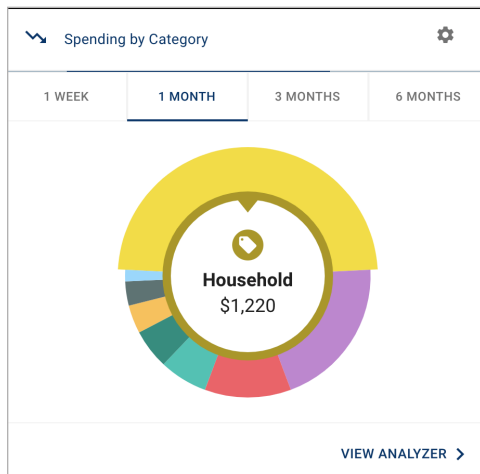 Spending by Category
1 WEEK 1 MONTH 3 MONTHS 6 MONTHS
Household
$1,220
VIEW ANALYZER